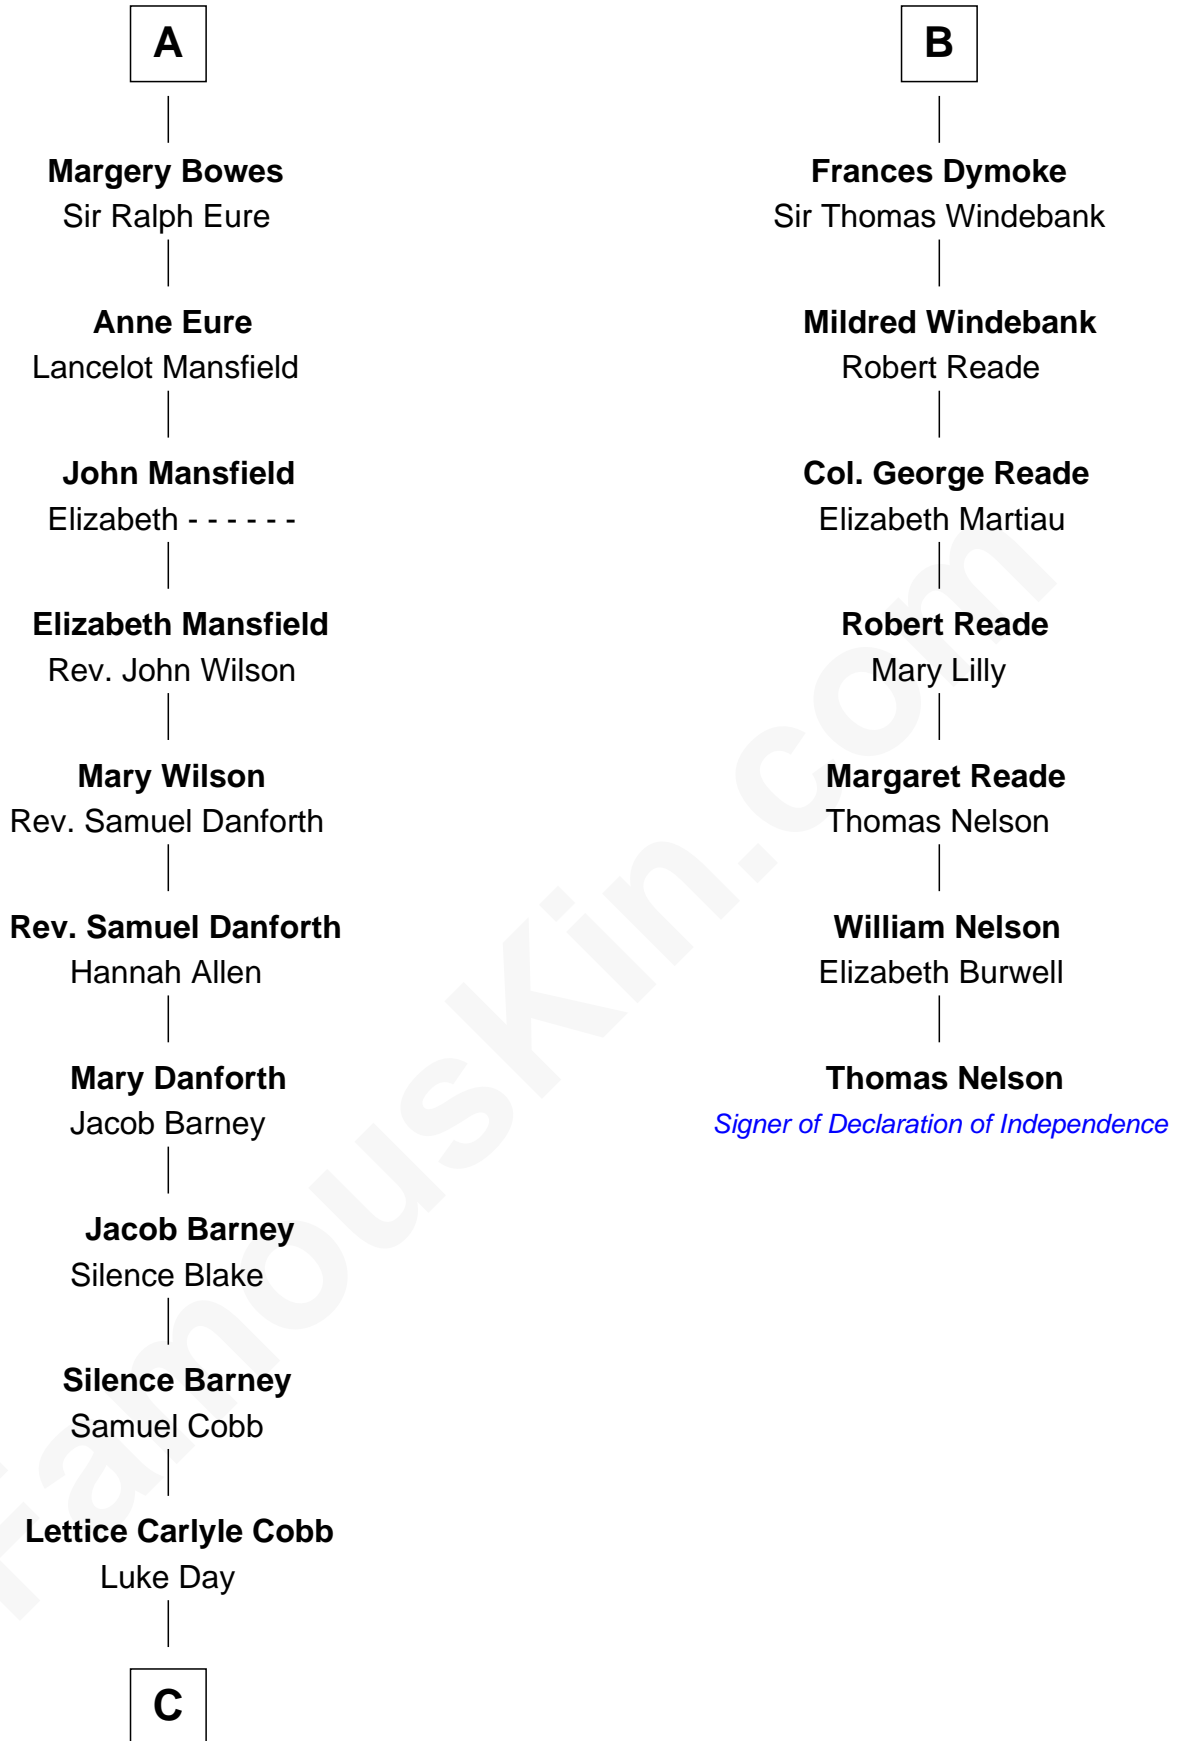 A
Margery Bowes
Sir Ralph Eure
Anne Eure
Lancelot Mansfield
John Mansfield
Elizabeth - - - - - -
Elizabeth Mansfield
Rev. John Wilson
Mary Wilson
Rev. Samuel Danforth
Rev. Samuel Danforth
Hannah Allen
Mary Danforth
Jacob Barney
Jacob Barney
Silence Blake
Silence Barney
Samuel Cobb
Lettice Carlyle Cobb
Luke Day
C
B
Frances Dymoke
Sir Thomas Windebank
Mildred Windebank
Robert Reade
Col. George Reade
Elizabeth Martiau
Robert Reade
Mary Lilly
Margaret Reade
Thomas Nelson
William Nelson
Elizabeth Burwell
Thomas Nelson
Signer of Declaration of Independence
FamousKin.com